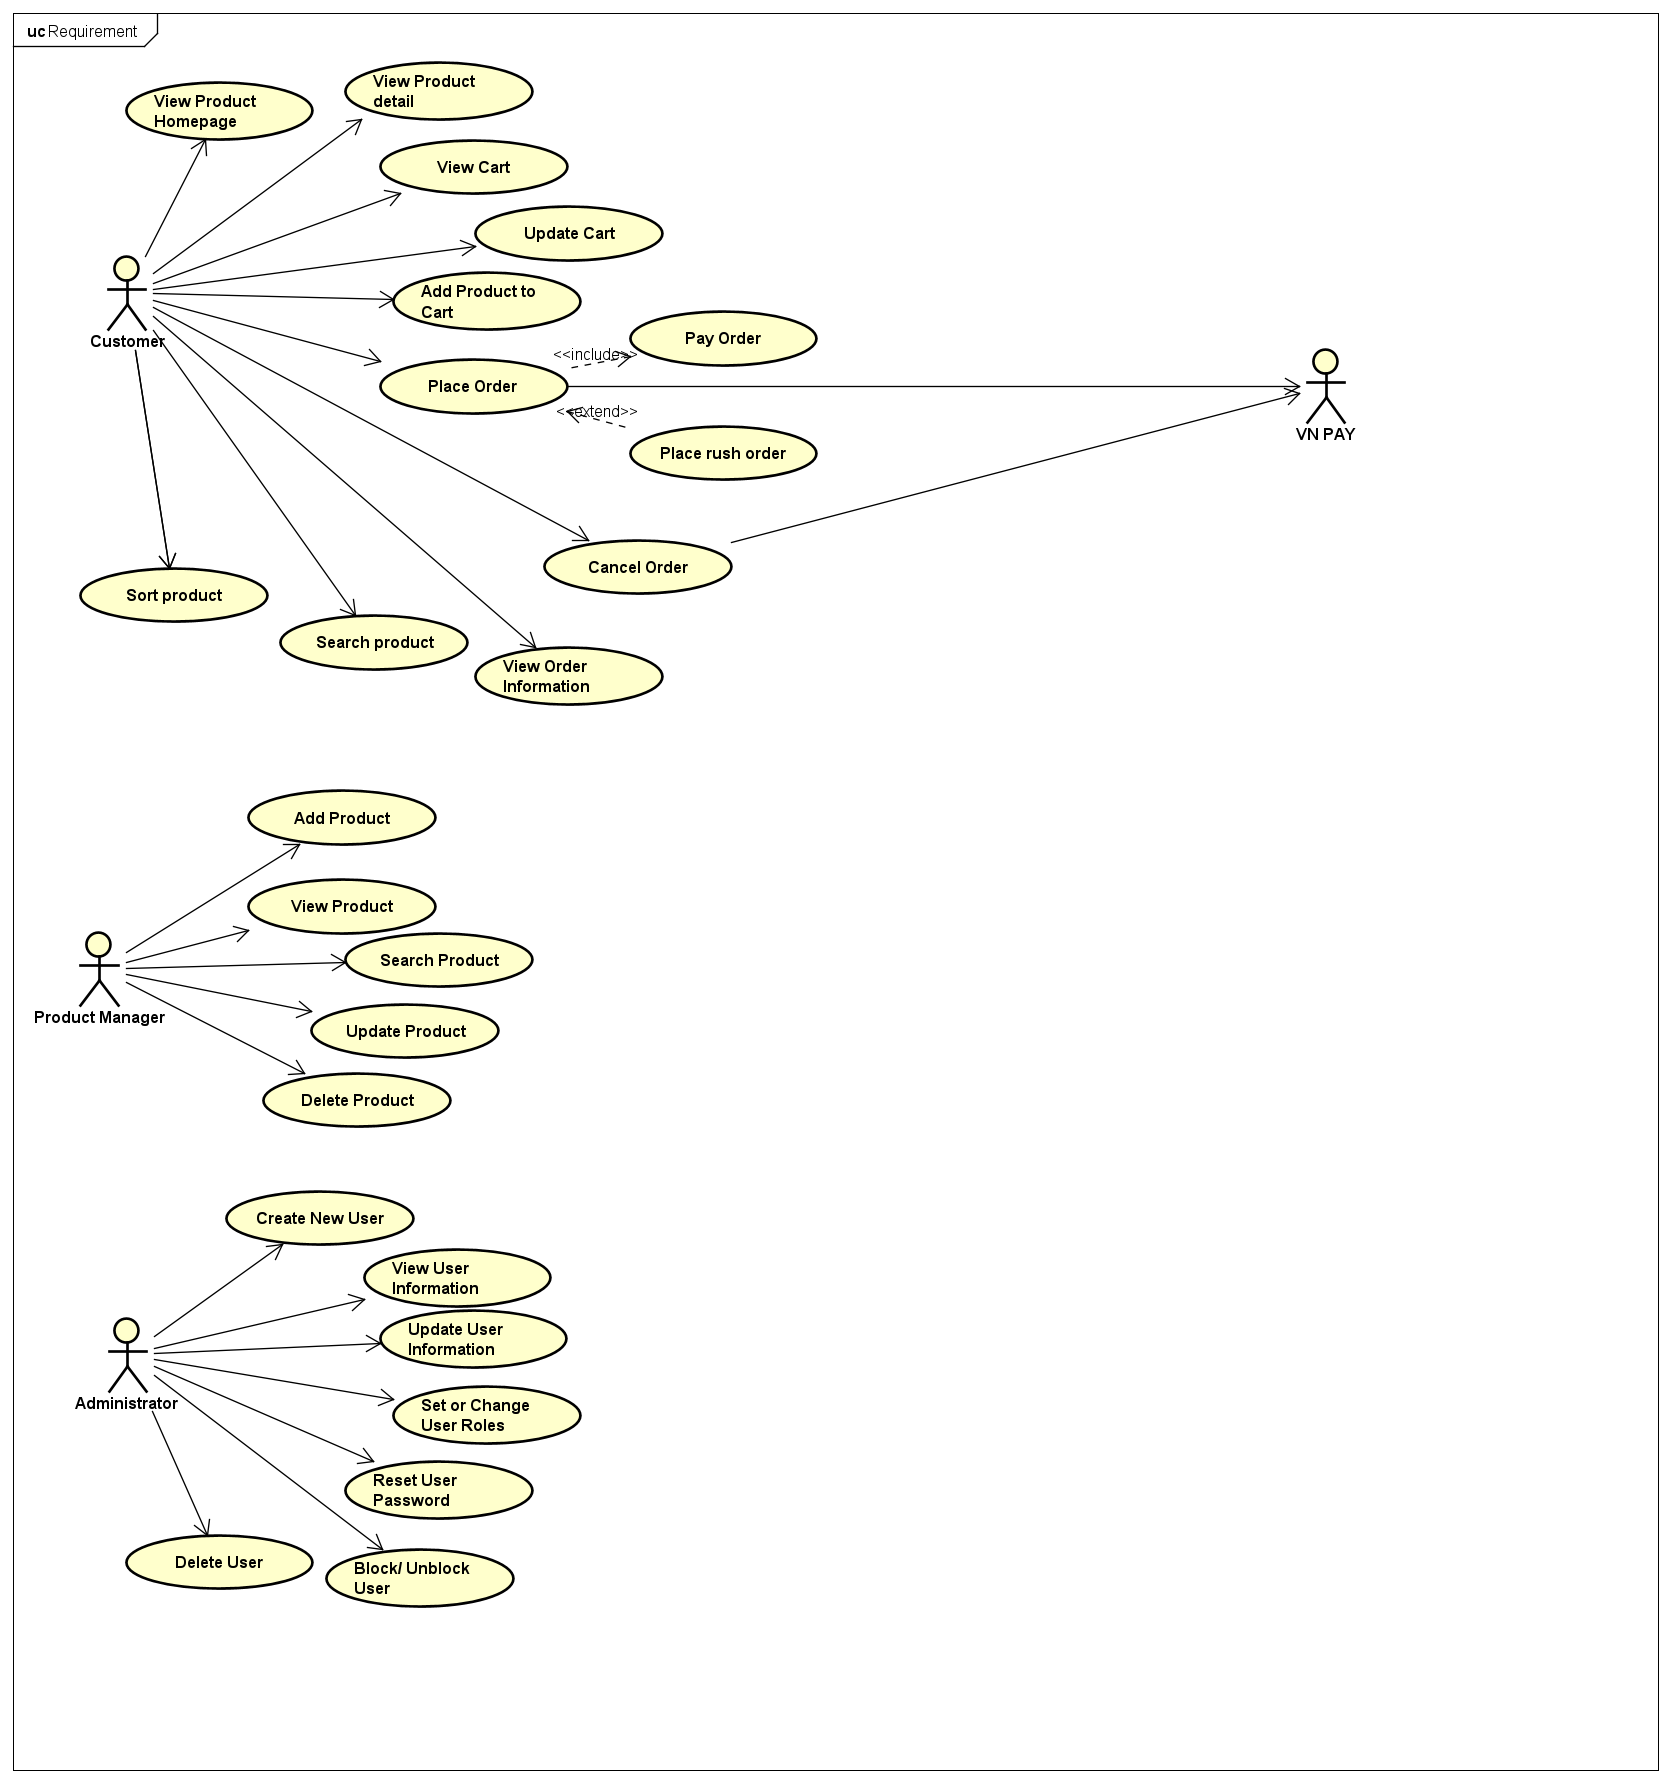 uc Requirement
View Product
detail
View Product
Homepage
View Cart
Update Cart
Add Product to
Cart
Customer
Pay Order
<<include>>
Place Order
<<extend>>
VN PAY
Place rush order
Cancel Order
Sort product
Search product
View Order
Information
Add Product
View Product
Search Product
Product Manager
Update Product
Delete Product
Create New User
View User
Information
Update User
Information
Administrator
Set or Change
User Roles
Reset User
Password
Delete User
Block/ Unblock
User